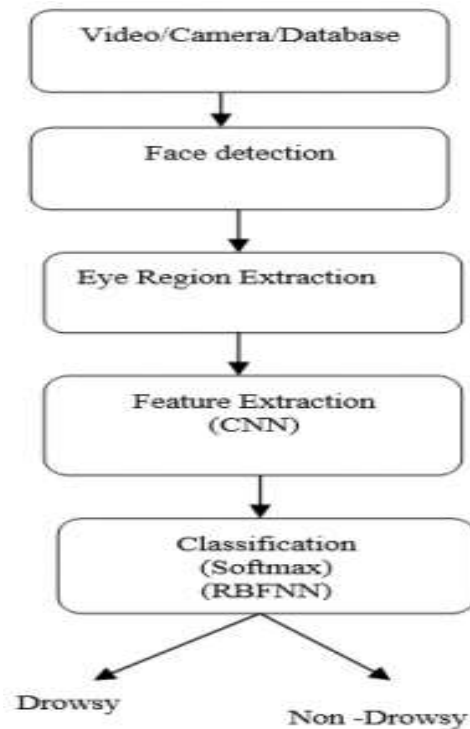 Video/Camera/Database
Face detection
Eye Region Extraction
Feature Extraction
(CNN)
Classification
(Softmax)
(RBFNN)
Drowsy
Non -Drowsy